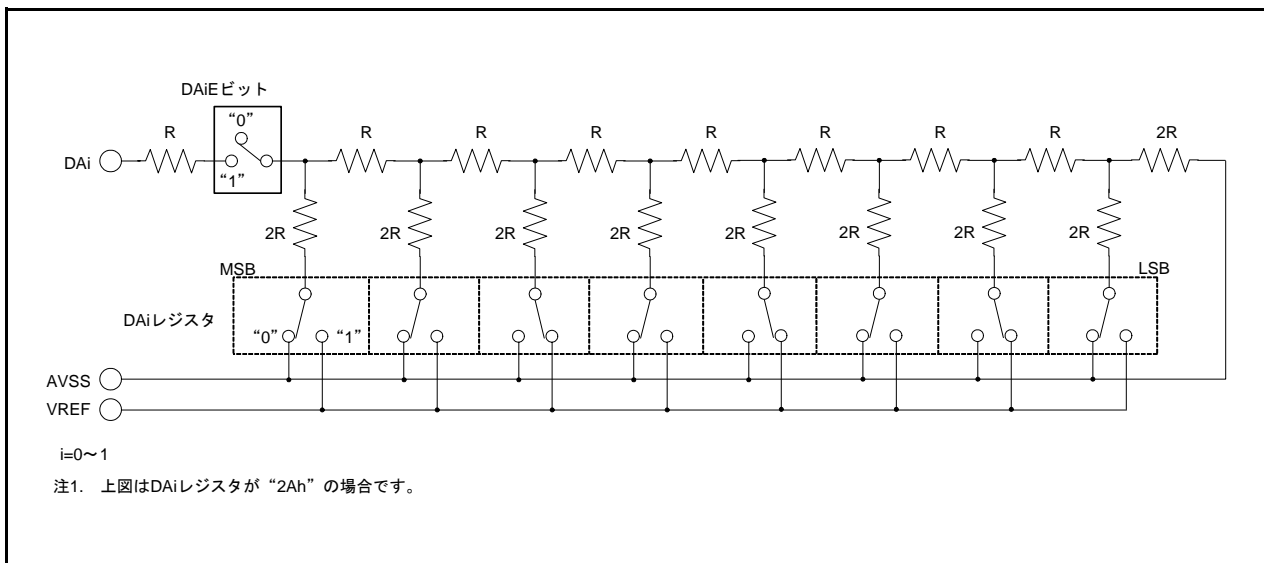 DAiEビット
“0”
R R R R R R R R 2R
DAi
“1”
2R 2R 2R 2R 2R 2R 2R 2R
MSB LSB
DAiレジスタ “0” “1”
AVSS
VREF
i=0～1
注1. 上図はDAiレジスタが“2Ah”の場合です。